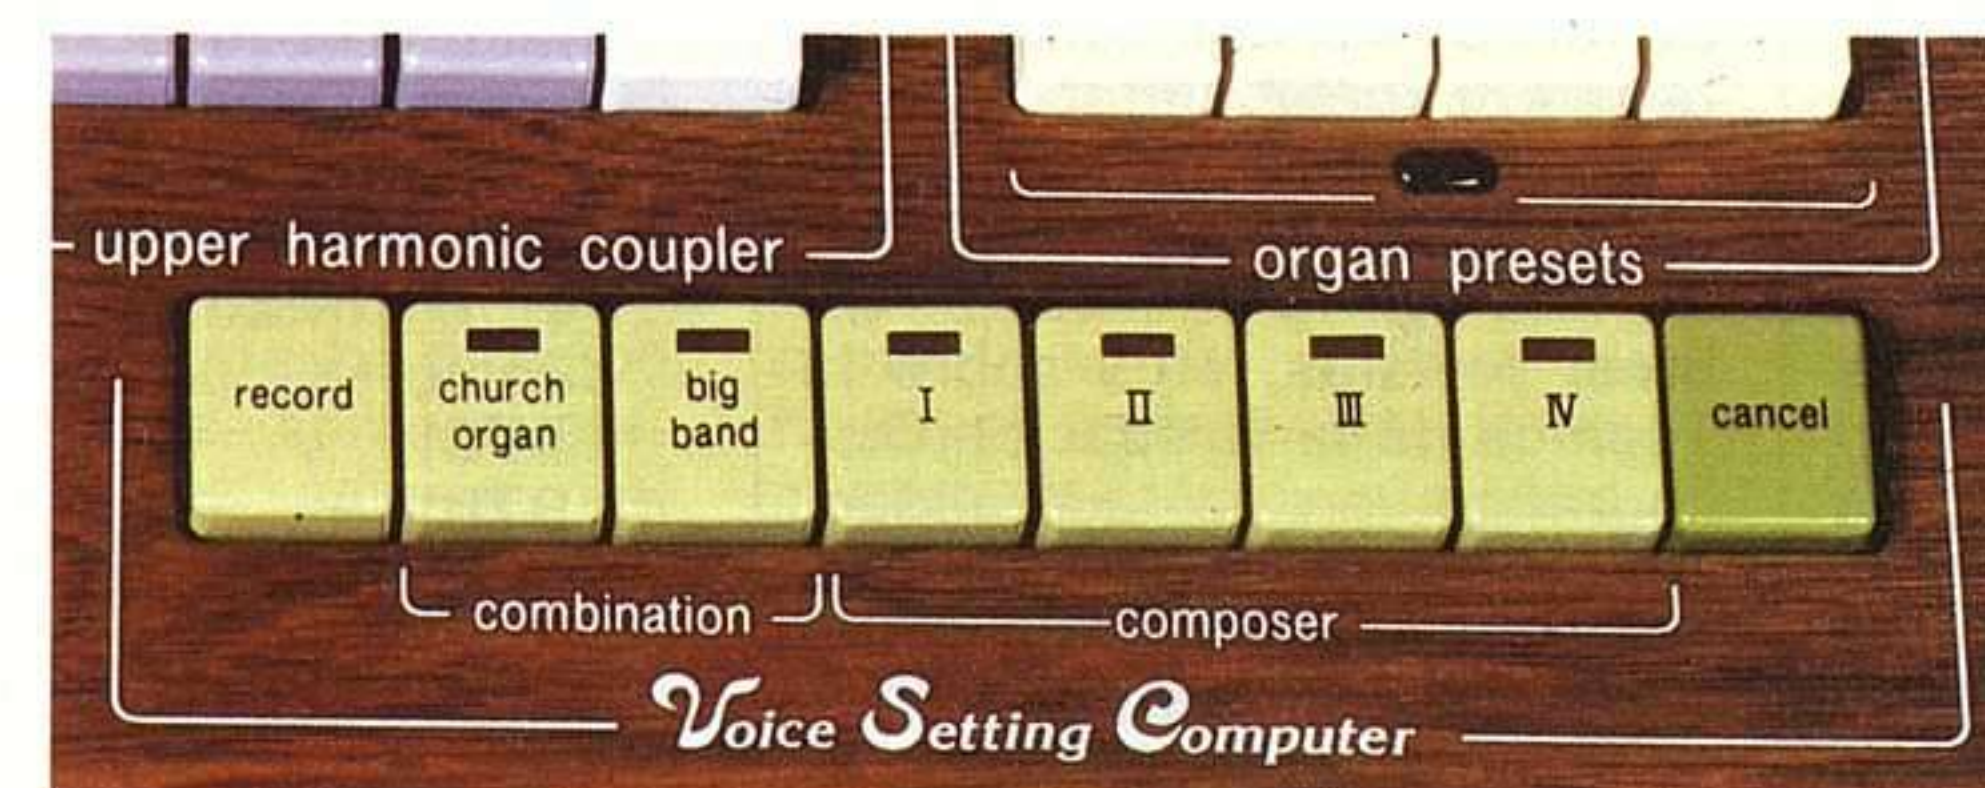 upper harmonic coupler
organ presets
record
church
organ
big
band
I
II
III
IV
cancel
combination
composer
Voice Setting Computer